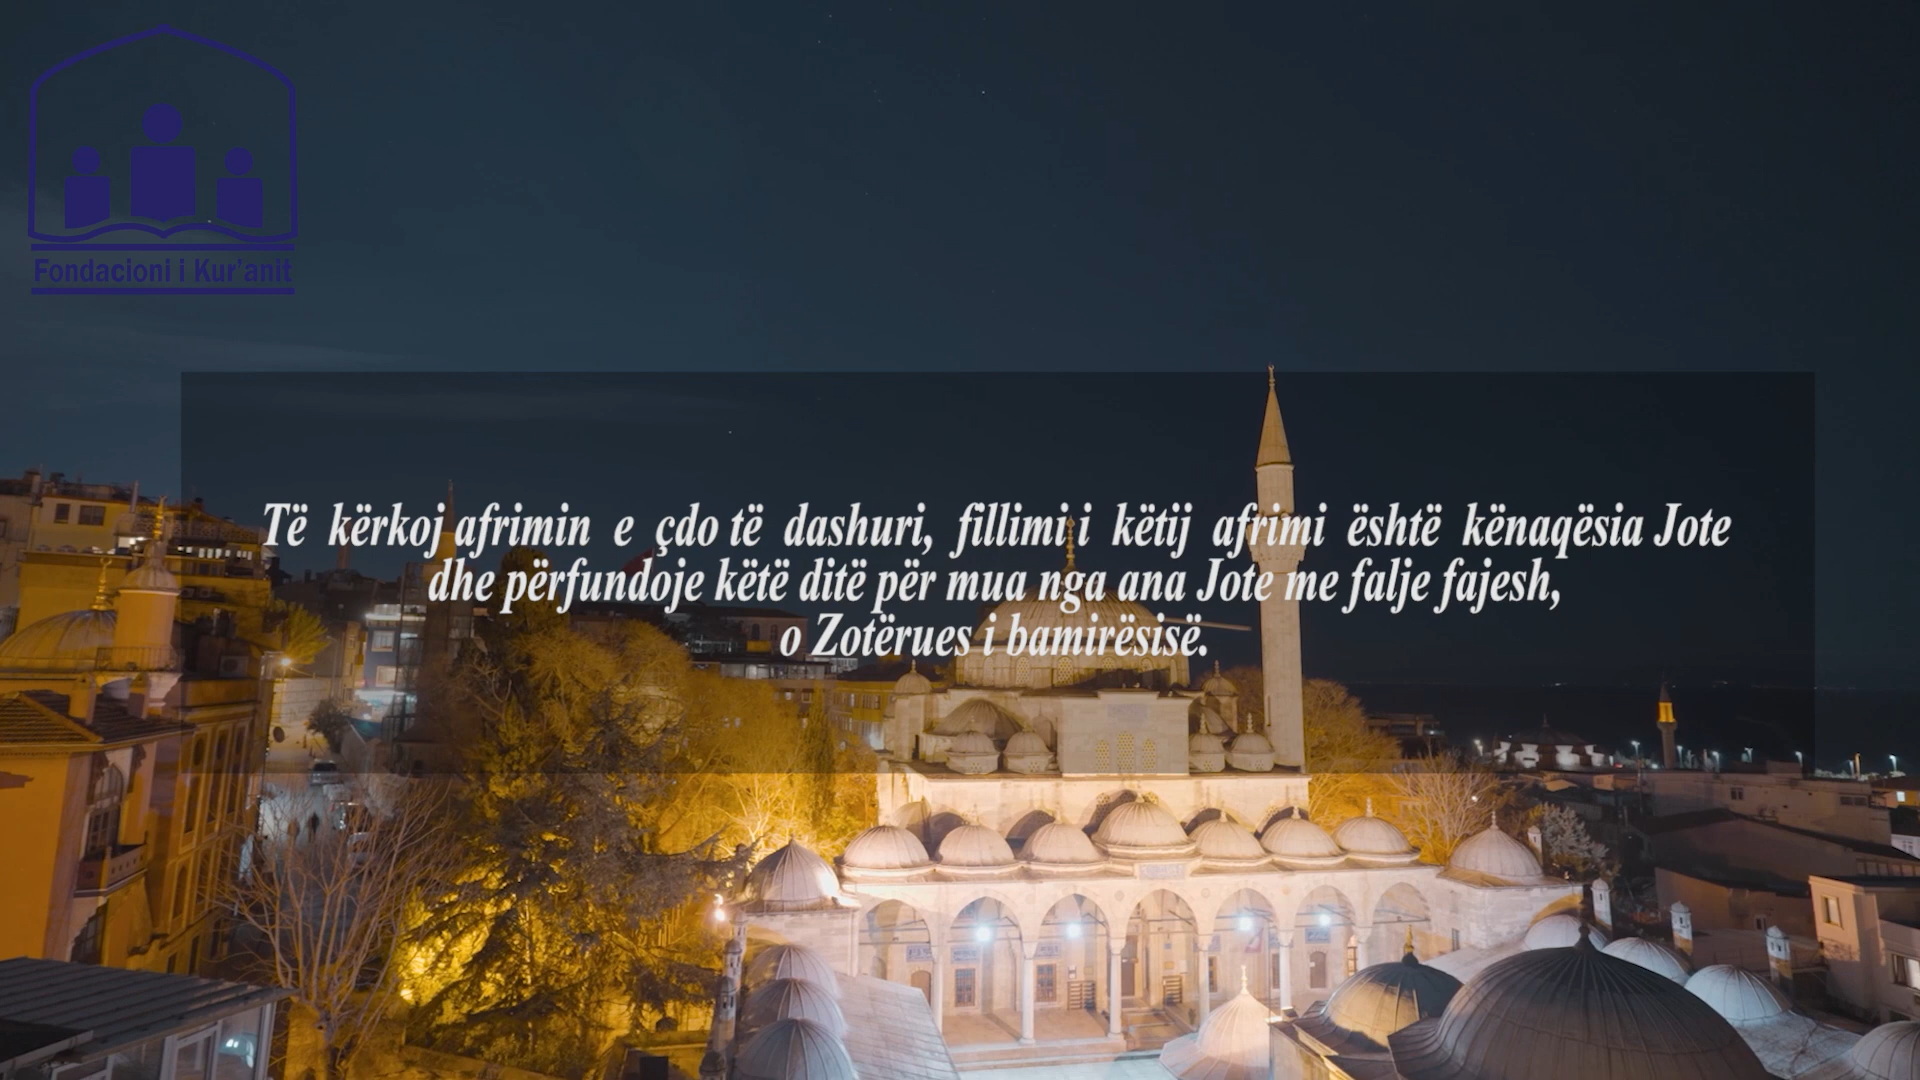 Fondacioni i Kur'anit
Të kërkoj afrimin e çdo të dashuri, fillimi i këtij afrimi është kënaqësia Jote
dhe përfundoje këtë ditë për mua nga ana Jote me falje fajesh,
o Zotërues i bamirësisë.